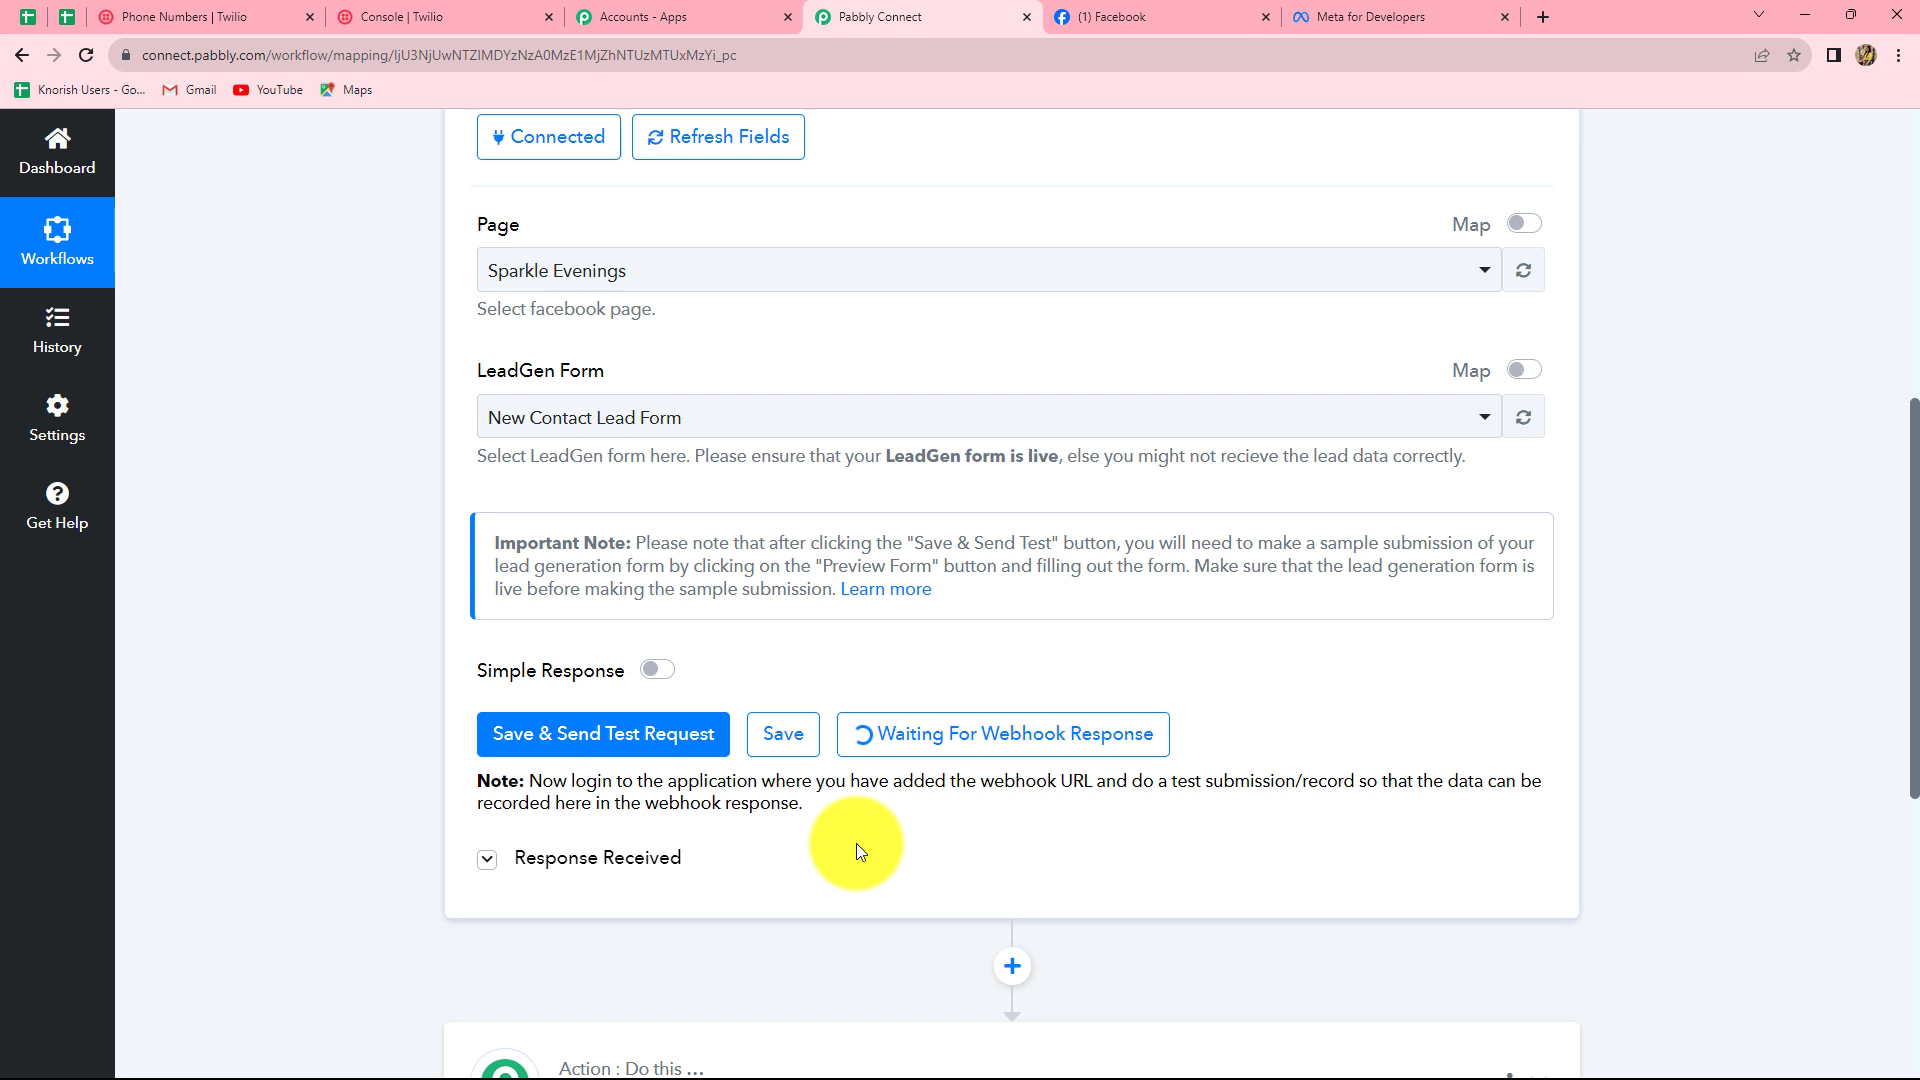 Phone Numbers | Twilio
Console | Twilio
Accounts - Apps
Pabbly Connect
(1) Facebook
Meta for Developers
connect.pabbly.com/workflow/mapping/IjU3NjUwNTZlMDYzNzA0MzE1MjZhNTUzMTUxMzYi_pc
Knorish Users - Go...
Gmail
YouTube
Maps
Dashboard
Workflows
History
Settings
Get Help
Connected
Refresh Fields
Page
Map
Sparkle Evenings
Select facebook page.
LeadGen Form
Map
New Contact Lead Form
Select LeadGen form here. Please ensure that your LeadGen form is live, else you might not recieve the lead data correctly.
Important Note: Please note that after clicking the "Save & Send Test" button, you will need to make a sample submission of your
lead generation form by clicking on the "Preview Form" button and filling out the form. Make sure that the lead generation form is
live before making the sample submission. Learn more
Simple Response
Save & Send Test Request
Save
Waiting For Webhook Response
Note: Now login to the application where you have added the webhook URL and do a test submission/record so that the data can be
recorded here in the webhook response.
Response Received
Action : Do this ...